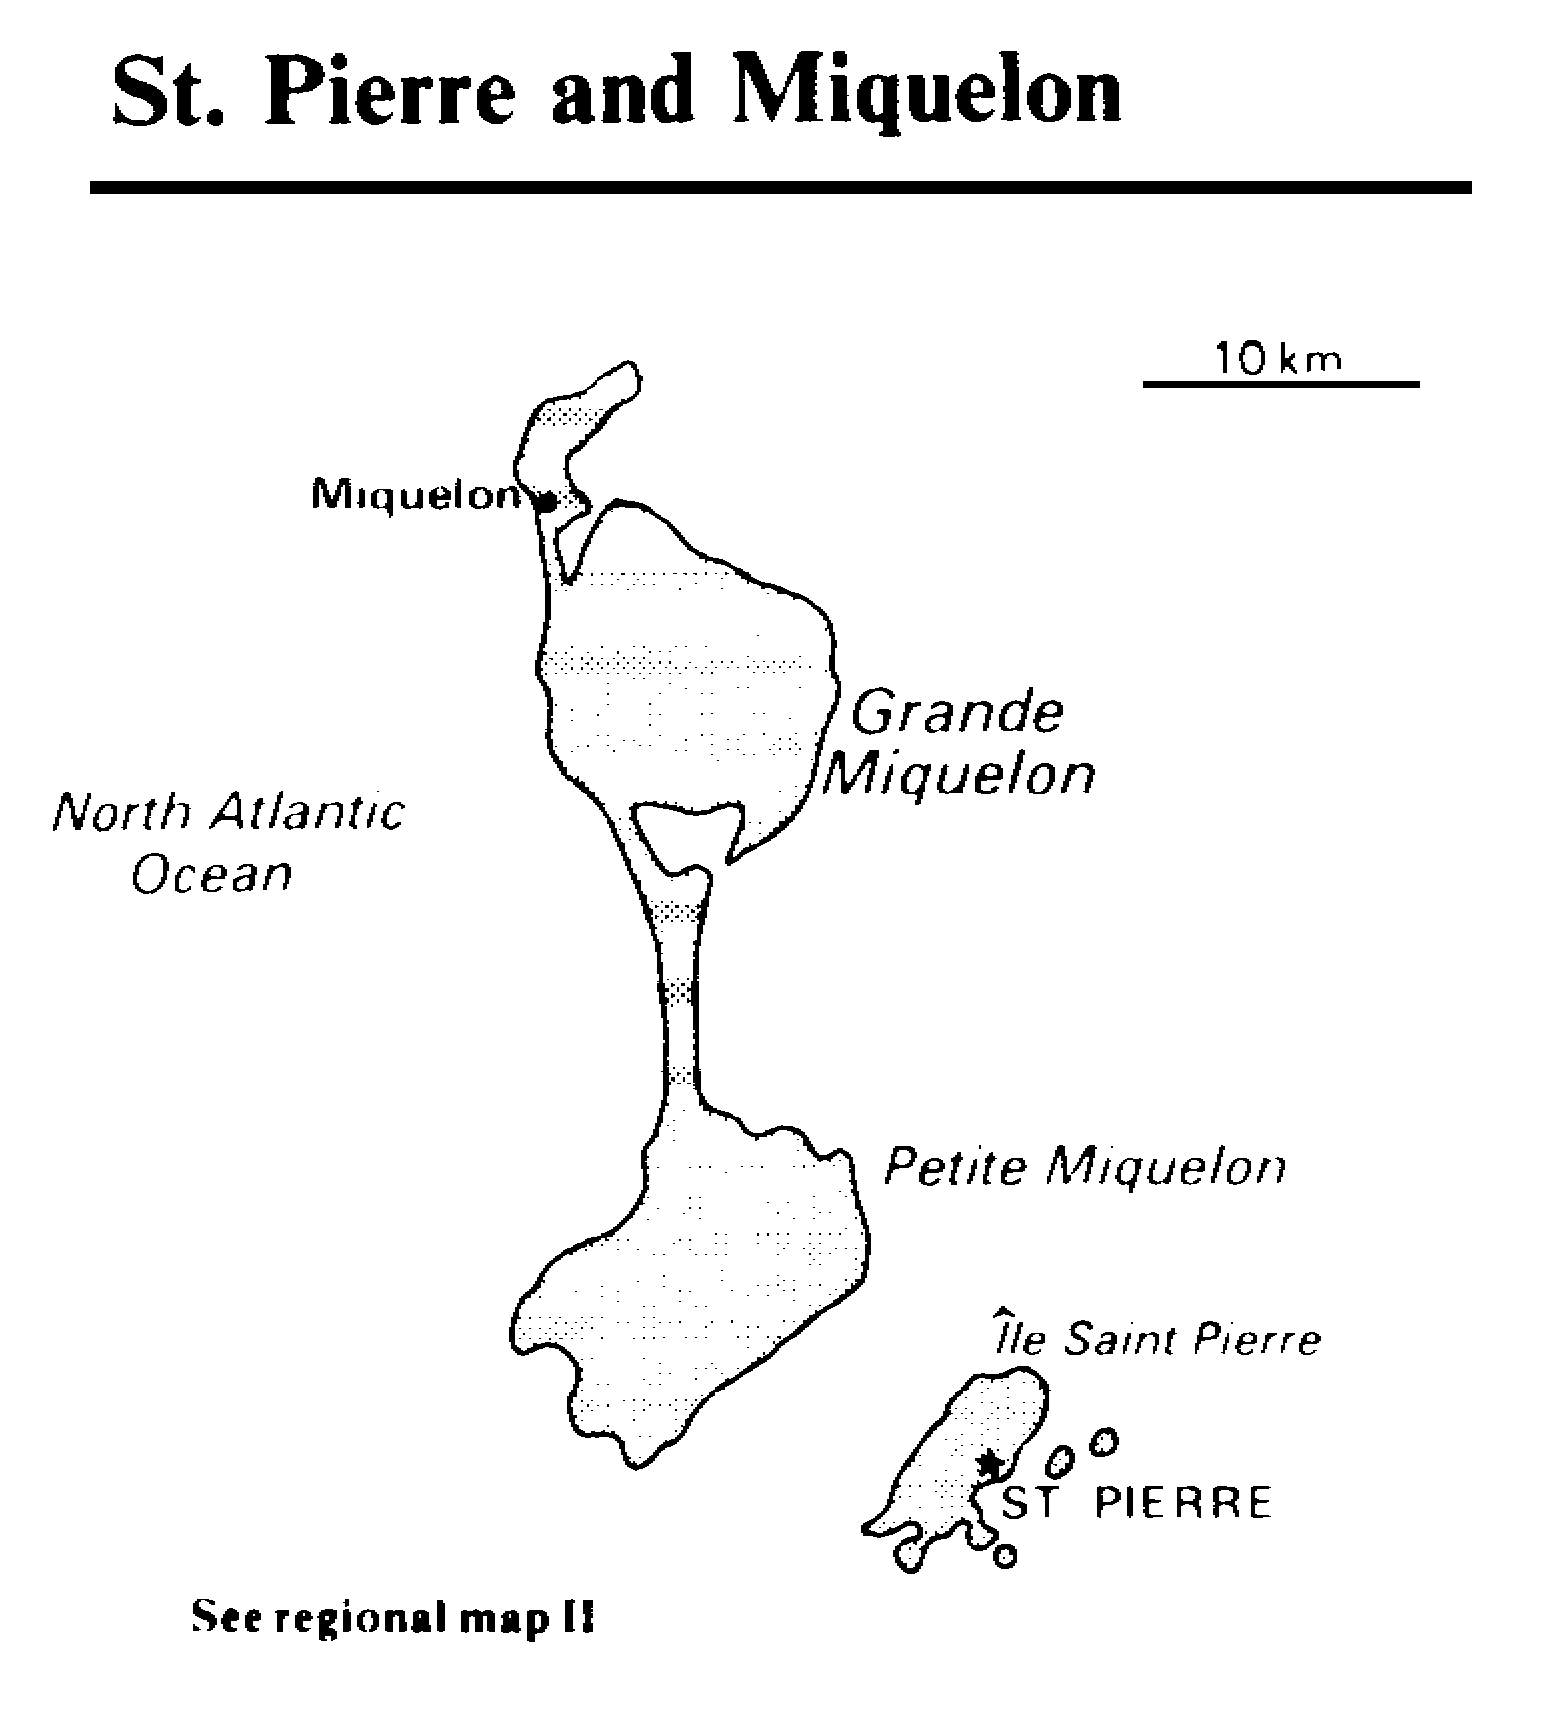 St. Pierre and Miquelon
10 km
Miquelon
Grande
Miquelon
North Atlantic
Ocean
Petite Miquelon
Île Saint Pierre
ST PIERRE
See regional map II